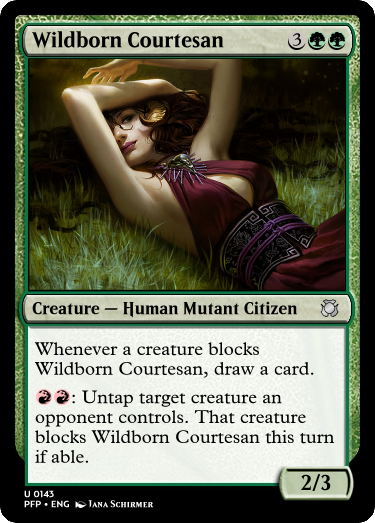 Wildborn Courtesan 3
Creature — Human Mutant Citizen
Whenever a creature blocks
Wildborn Courtesan, draw a card.
: Untap target creature an
opponent controls. That creature
blocks Wildborn Courtesan this turn
if able.
2/3
U 0143
PFP • ENG Jana Schirmer